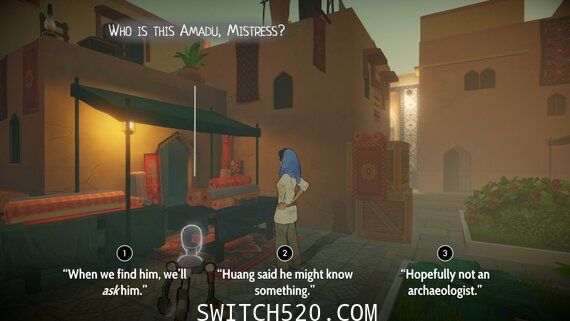 Who is this Amadu, Mistress?
1
2
3
“When we find him, we’ll
ask him.”
“Huang said he might know
something.”
“Hopefully not an
archaeologist.”
SWITCH520.COM